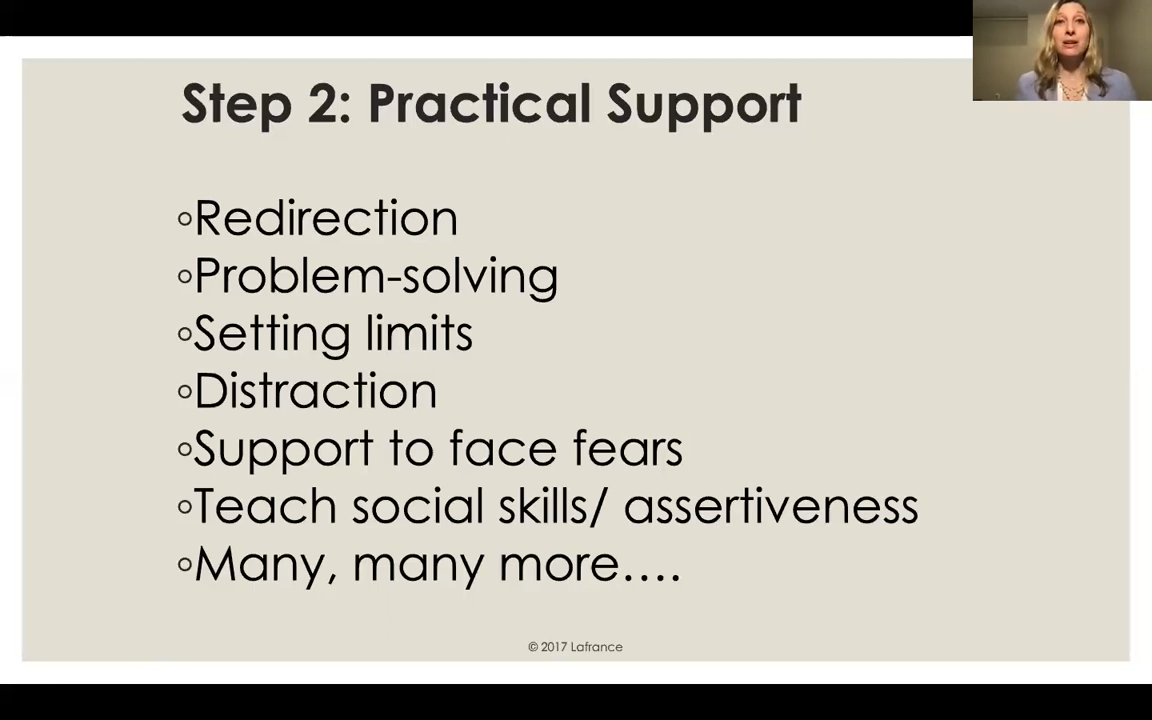 Step 2: Practical Support
◦Redirection
◦Problem-solving
◦Setting limits
◦Distraction
◦Support to face fears
◦Teach social skills/ assertiveness
◦Many, many more....
© 2017 Lafrance